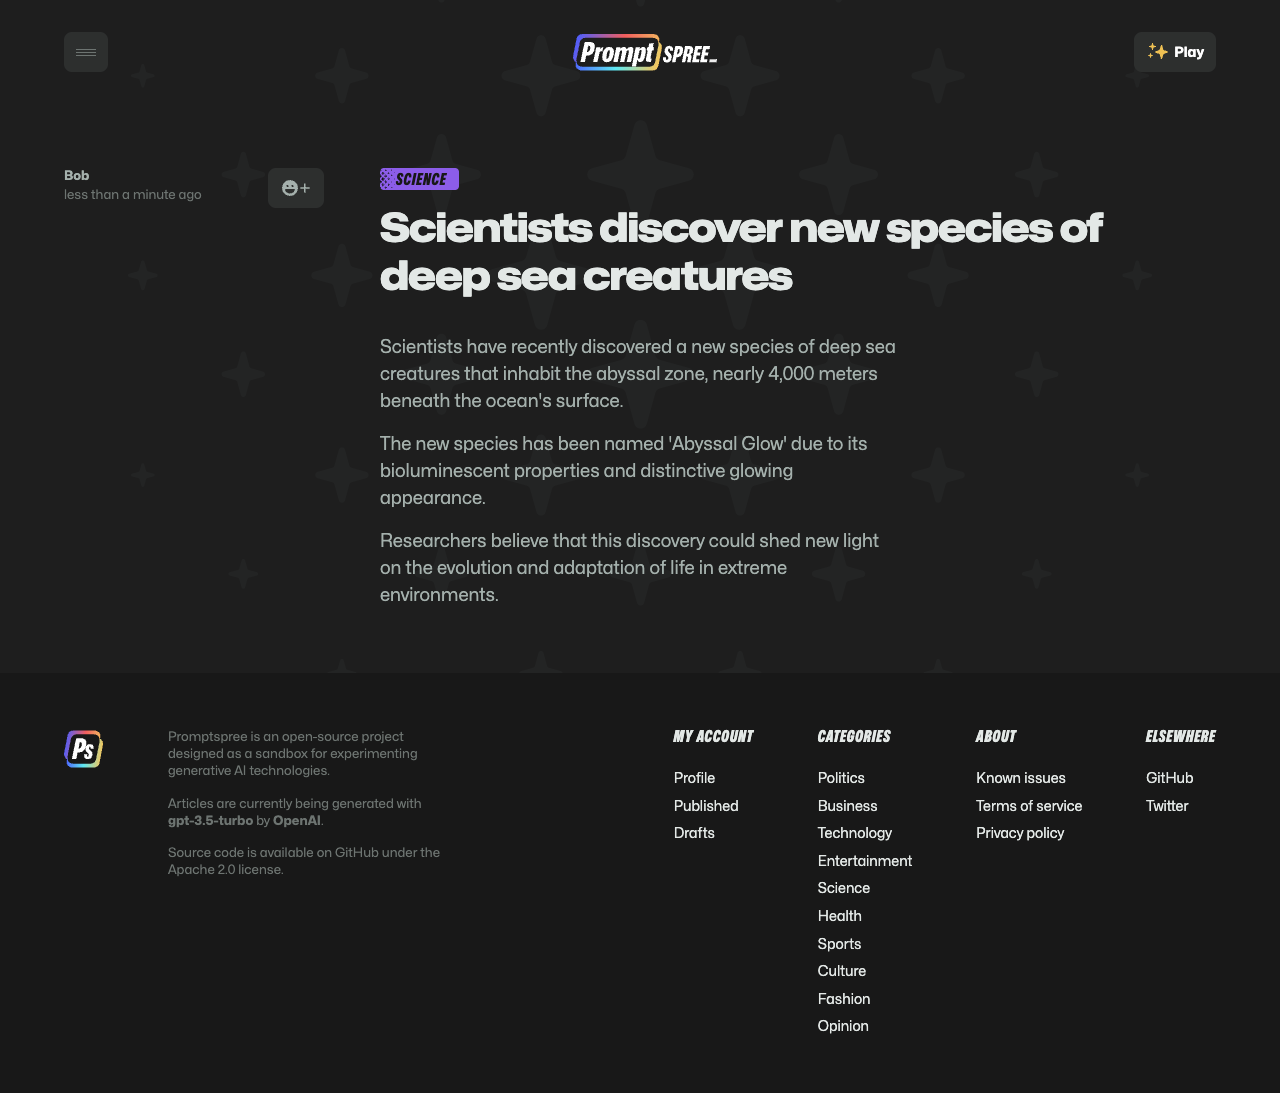 Prompt SPREE_
Play
Bob
less than a minute ago
SCIENCE
Scientists discover new species of
deep sea creatures
Scientists have recently discovered a new species of deep sea
creatures that inhabit the abyssal zone, nearly 4,000 meters
beneath the ocean's surface.
The new species has been named 'Abyssal Glow' due to its
bioluminescent properties and distinctive glowing
appearance.
Researchers believe that this discovery could shed new light
on the evolution and adaptation of life in extreme
environments.
Ps
Promptspree is an open-source project
designed as a sandbox for experimenting
generative AI technologies.
Articles are currently being generated with
gpt-3.5-turbo by OpenAI.
Source code is available on GitHub under the
Apache 2.0 license.
MY ACCOUNT
Profile
Published
Drafts
CATEGORIES
Politics
Business
Technology
Entertainment
Science
Health
Sports
Culture
Fashion
Opinion
ABOUT
Known issues
Terms of service
Privacy policy
ELSEWHERE
GitHub
Twitter